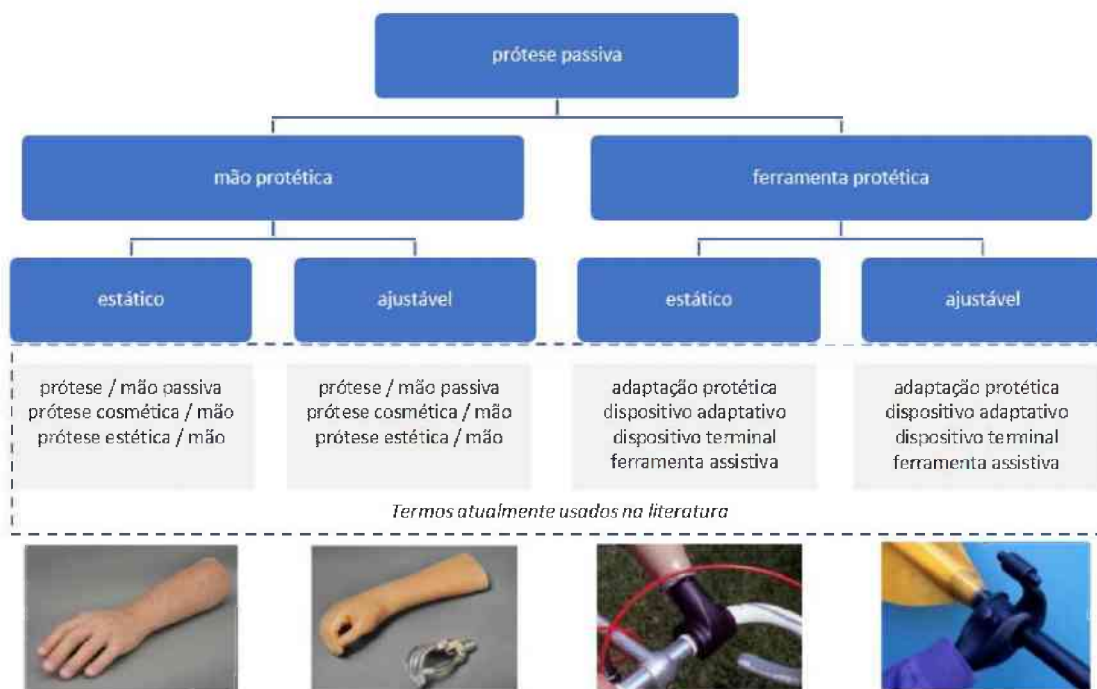 prótese passiva
mão protética
ferramenta protética
estático
ajustável
estático
ajustável
prótese / mão passiva
prótese cosmética / mão
prótese estética / mão
prótese / mão passiva
prótese cosmética / mão
prótese estética / mão
adaptação protética
dispositivo adaptativo
dispositivo terminal
ferramenta assistiva
adaptação protética
dispositivo adaptativo
dispositivo terminal
ferramenta assistiva
Termos atualmente usados na literatura